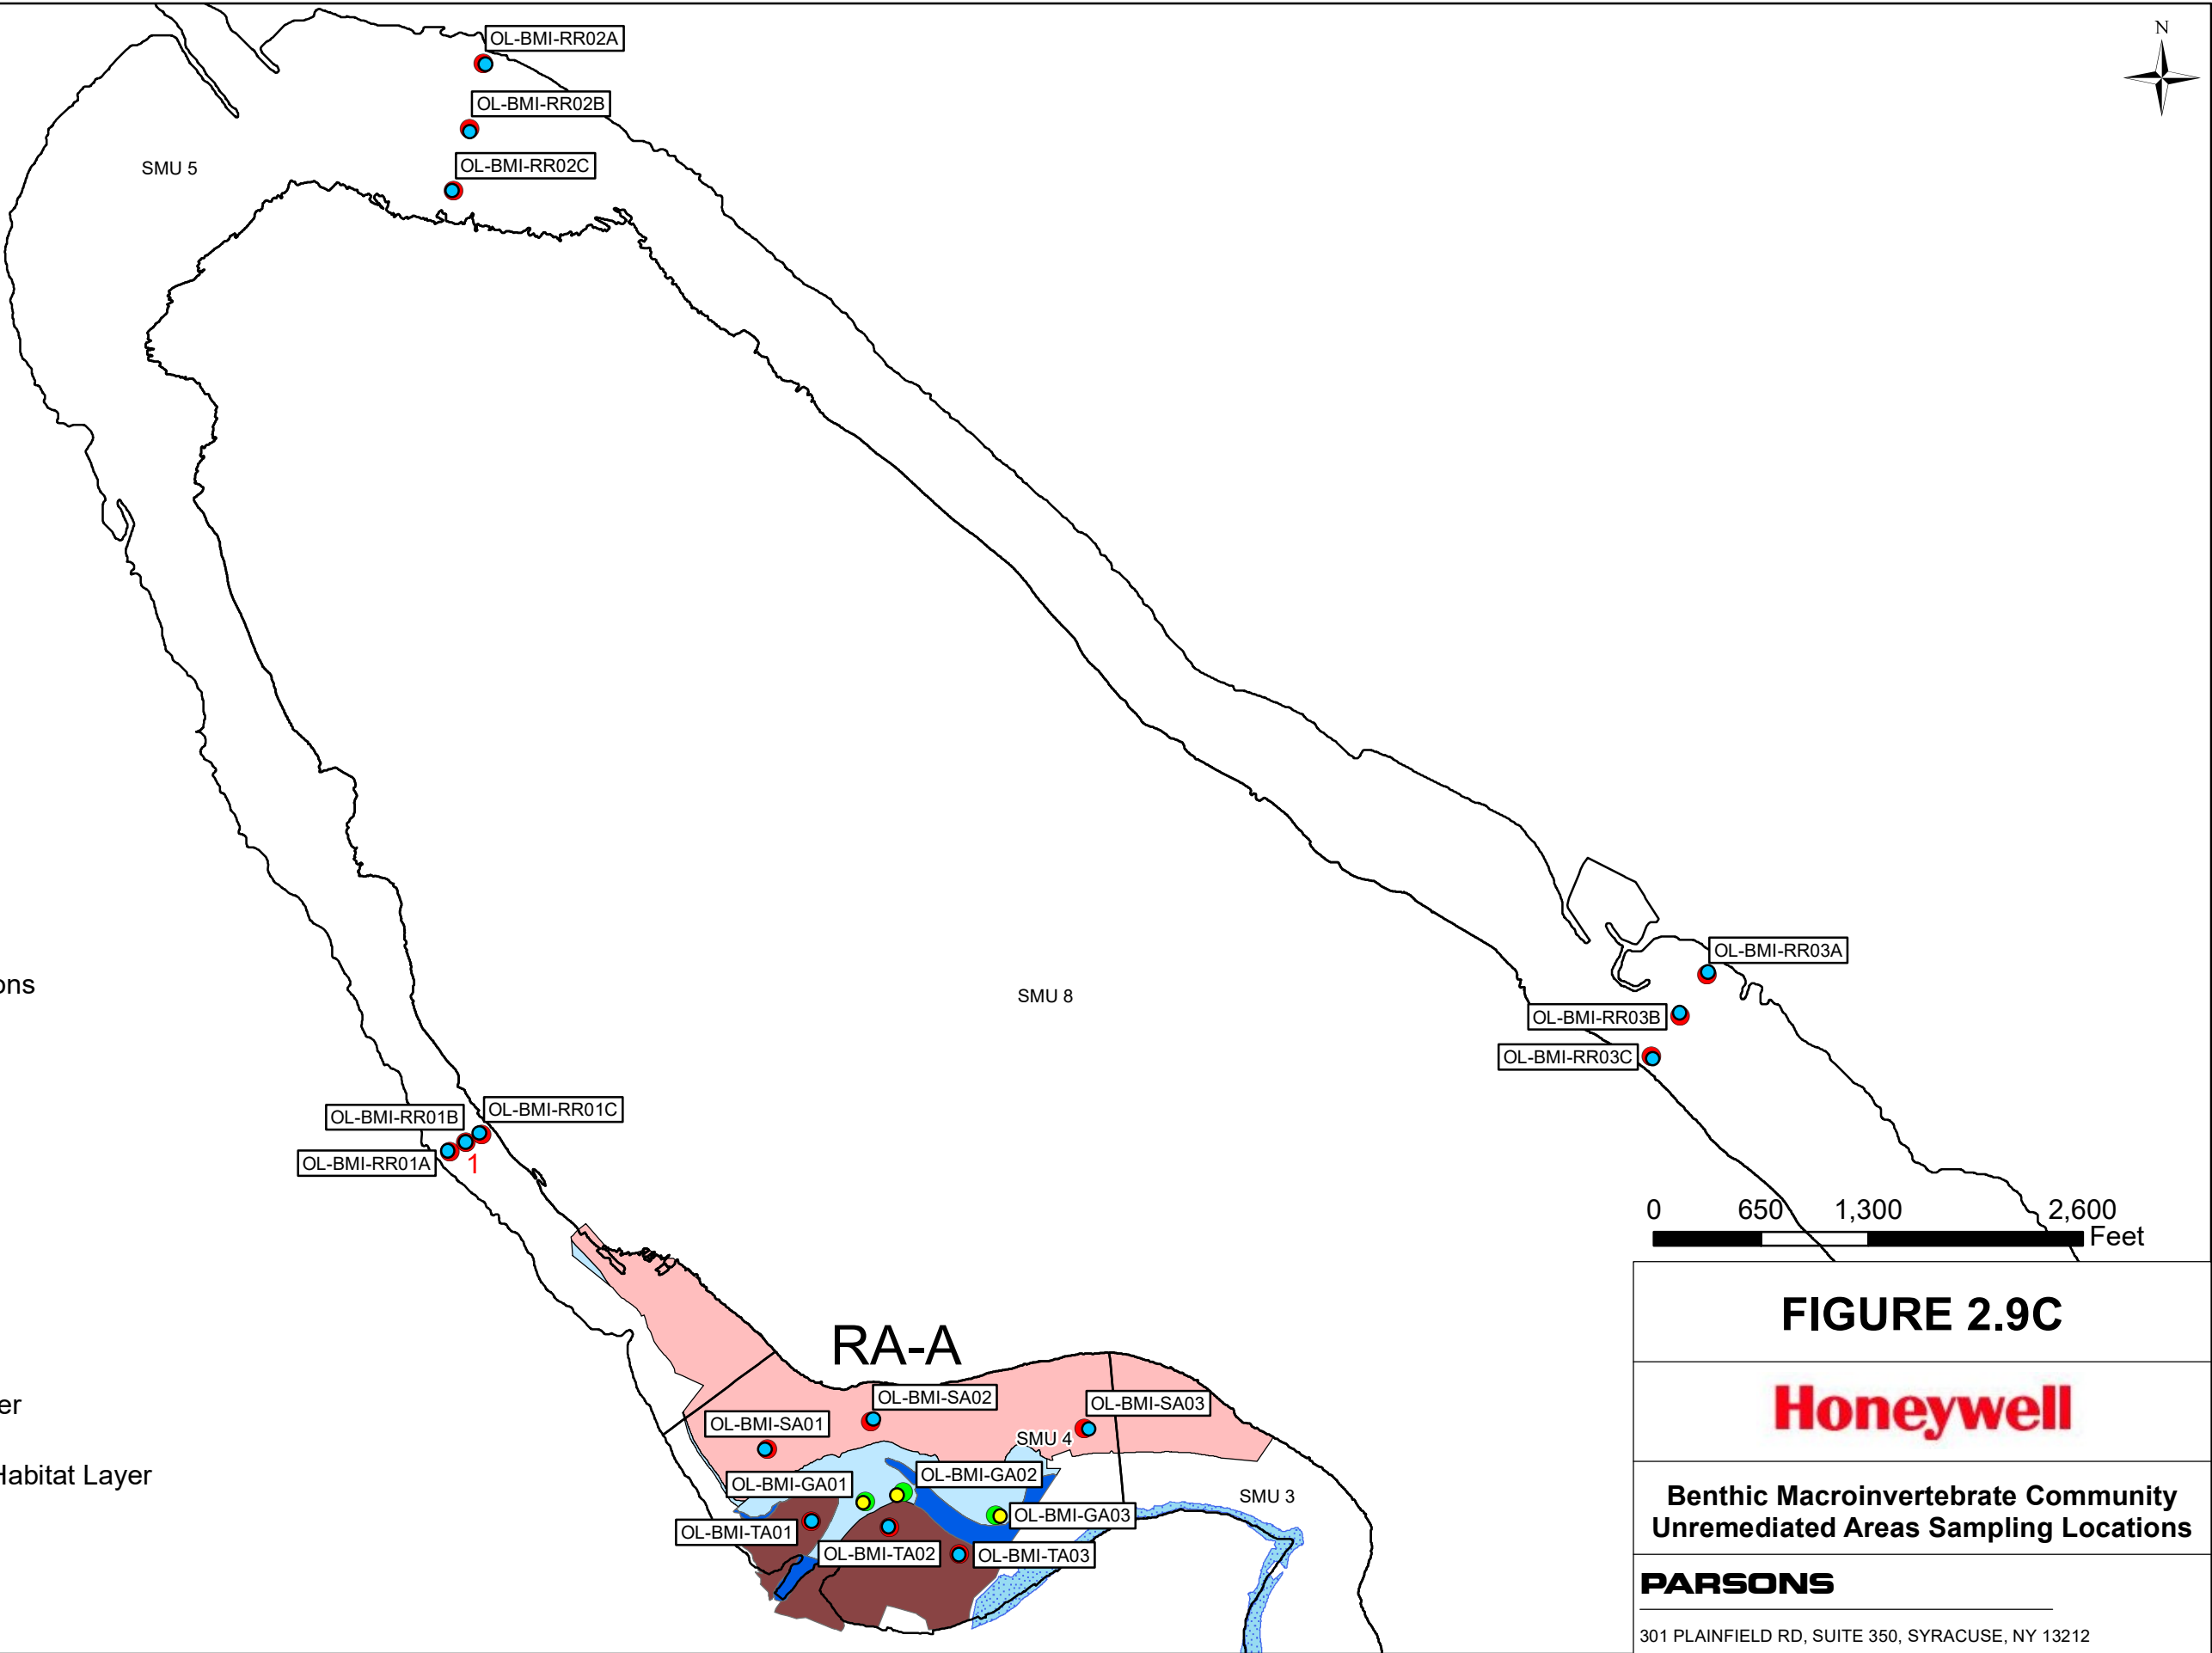 OL-BMI-RR02A
N
OL-BMI-RR02B
OL-BMI-RR02C
SMU 5
OL-BMI-RR03A
ons
SMU 8
OL-BMI-RR03B
OL-BMI-RR03C
OL-BMI-RR01B
OL-BMI-RR01C
OL-BMI-RR01A
1
0 650 1,300 2,600
Feet
RA-A
OL-BMI-SA02
OL-BMI-SA03
OL-BMI-SA01
SMU 4
er
Habitat Layer
OL-BMI-GA01
OL-BMI-GA02
SMU 3
OL-BMI-GA03
OL-BMI-TA01
OL-BMI-TA02
OL-BMI-TA03
FIGURE 2.9C
Honeywell
Benthic Macroinvertebrate Community
Unremediated Areas Sampling Locations
PARSONS
301 PLAINFIELD RD, SUITE 350, SYRACUSE, NY 13212